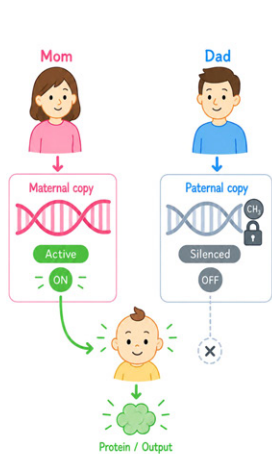 Mom
Dad
Maternal copy
Paternal copy
CH₃
Active
Silenced
ON
OFF
Protein / Output